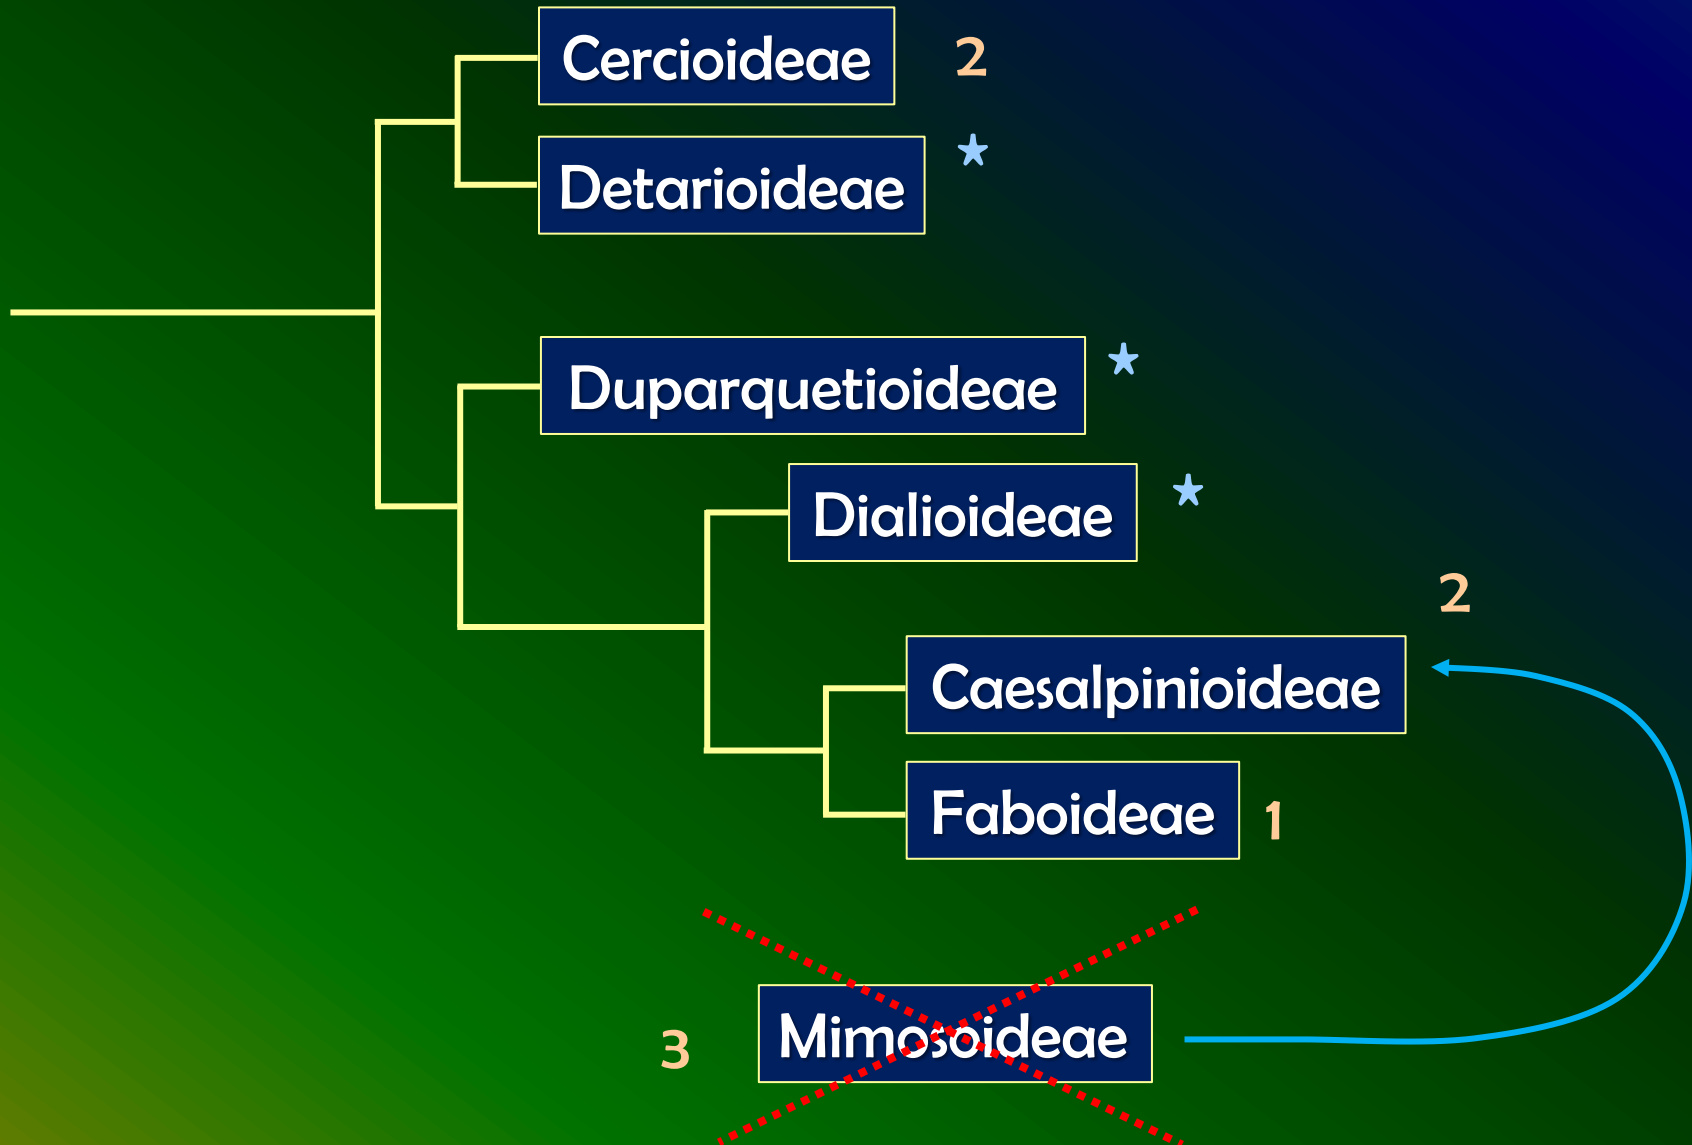 Cercioideae 2
Detarioideae *
Duparquetioideae *
Dialioideae *
2
Caesalpinioideae
Faboideae 1
3 Mimosoideae